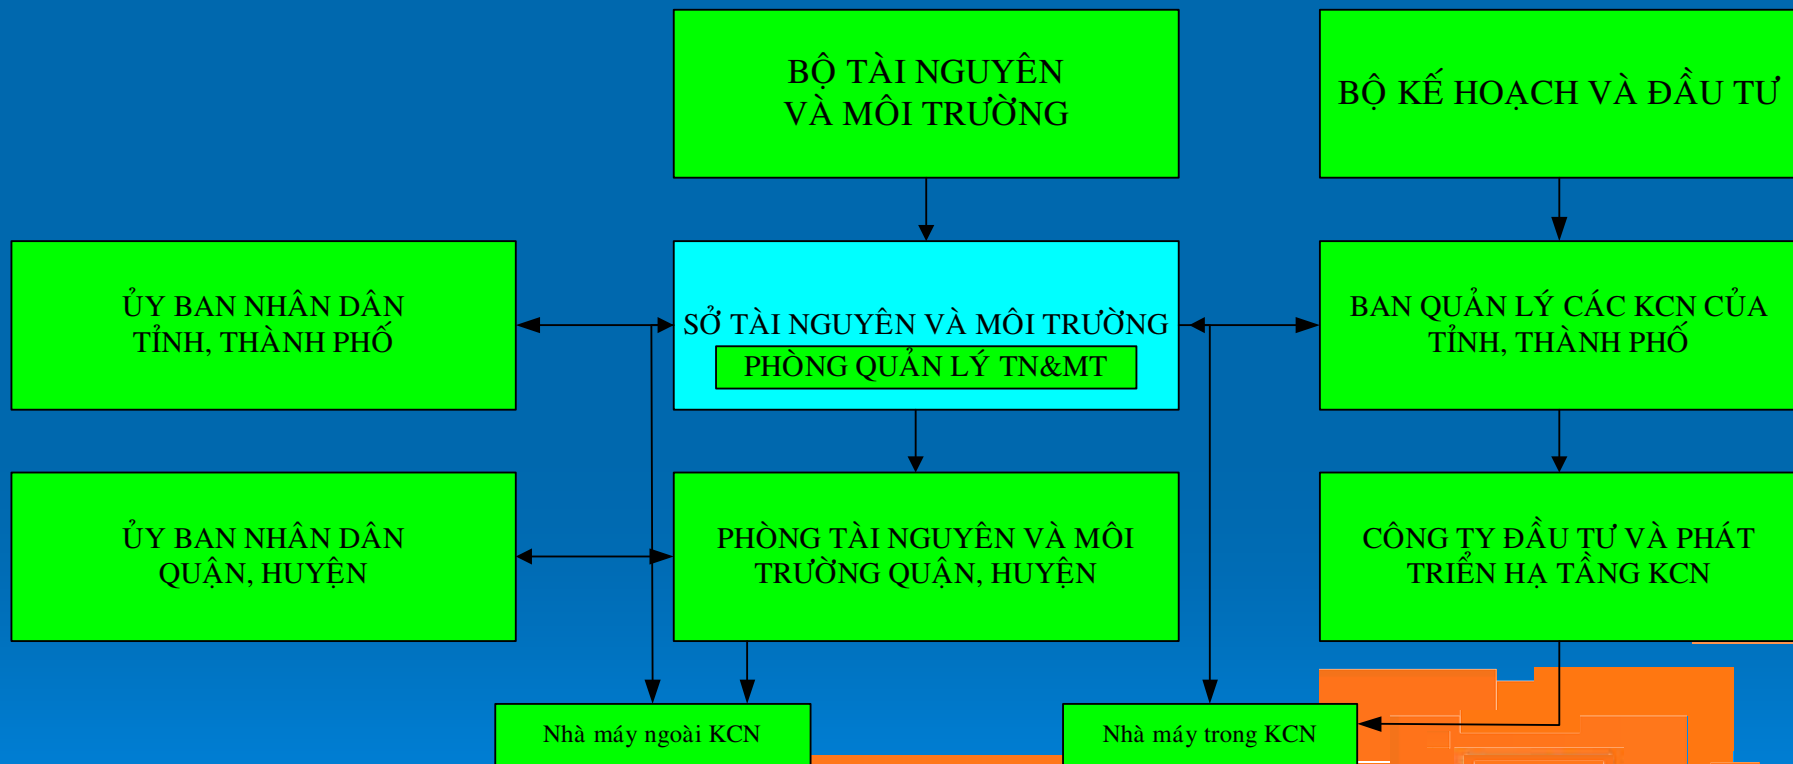 BỘ TÀI NGUYÊN
VÀ MÔI TRƯỜNG
BỘ KẾ HOẠCH VÀ ĐẦU TƯ
ỦY BAN NHÂN DÂN
TỈNH, THÀNH PHỐ
SỞ TÀI NGUYÊN VÀ MÔI TRƯỜNG
PHÒNG QUẢN LÝ TN&MT
BAN QUẢN LÝ CÁC KCN CỦA
TỈNH, THÀNH PHỐ
ỦY BAN NHÂN DÂN
QUẬN, HUYỆN
PHÒNG TÀI NGUYÊN VÀ MÔI
TRƯỜNG QUẬN, HUYỆN
CÔNG TY ĐẦU TƯ VÀ PHÁT
TRIỂN HẠ TẦNG KCN
Nhà máy ngoài KCN
Nhà máy trong KCN